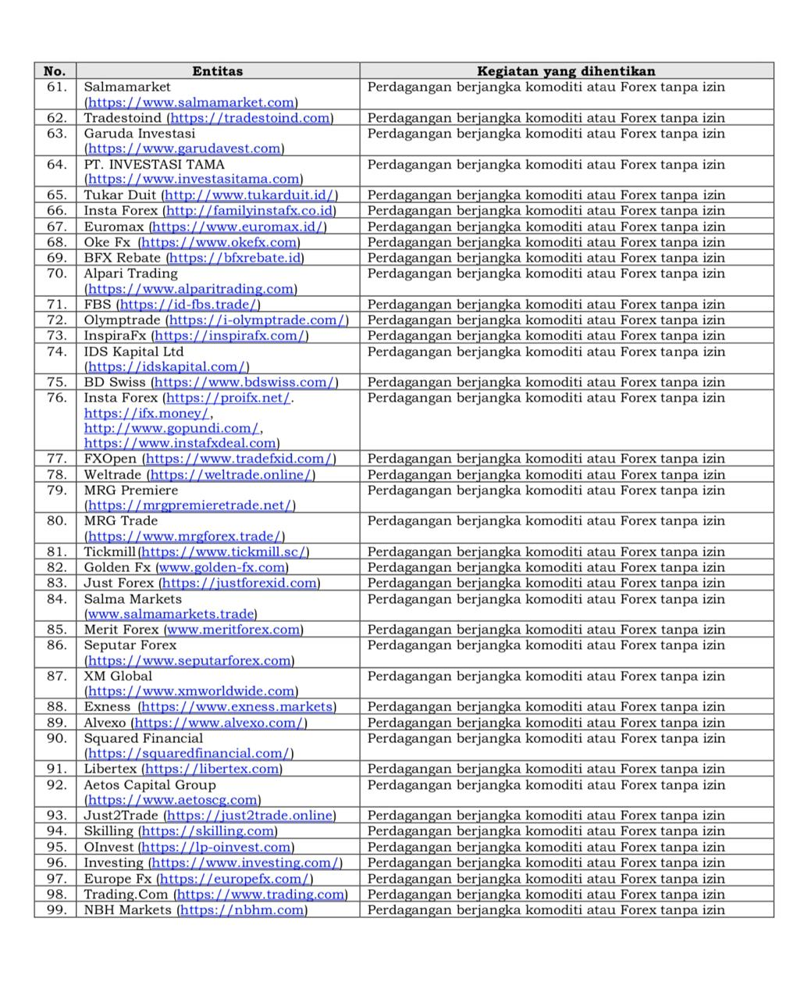 No. Entitas Kegiatan yang dihentikan
61. Salmamarket Perdagangan berjangka komoditi atau Forex tanpa izin
(https://www.salmamarket.com)
62. Tradestoind (https://tradestoind.com) Perdagangan berjangka komoditi atau Forex tanpa izin
63. Garuda Investasi Perdagangan berjangka komoditi atau Forex tanpa izin
(https://www.garudavest.com)
64. PT. INVESTASI TAMA Perdagangan berjangka komoditi atau Forex tanpa izin
(https://www.investasitama.com)
65. Tukar Duit (http://www.tukarduit.id/) Perdagangan berjangka komoditi atau Forex tanpa izin
66. Insta Forex (http://familyinstafx.co.id) Perdagangan berjangka komoditi atau Forex tanpa izin
67. Euromax (https://www.euromax.id/) Perdagangan berjangka komoditi atau Forex tanpa izin
68. Oke Fx (https://www.okefx.com) Perdagangan berjangka komoditi atau Forex tanpa izin
69. BFX Rebate (https://bfxrebate.id) Perdagangan berjangka komoditi atau Forex tanpa izin
70. Alpari Trading Perdagangan berjangka komoditi atau Forex tanpa izin
(https://www.alparitrading.com)
71. FBS (https://id-fbs.trade/) Perdagangan berjangka komoditi atau Forex tanpa izin
72. Olymptrade (https://i-olymptrade.com/) Perdagangan berjangka komoditi atau Forex tanpa izin
73. InspiraFx (https://inspirafx.com/) Perdagangan berjangka komoditi atau Forex tanpa izin
74. IDS Kapital Ltd Perdagangan berjangka komoditi atau Forex tanpa izin
(https://idskapital.com/)
75. BD Swiss (https://www.bdswiss.com/) Perdagangan berjangka komoditi atau Forex tanpa izin
76. Insta Forex (https://proifx.net/. Perdagangan berjangka komoditi atau Forex tanpa izin
https://ifx.money/,
http://www.gopundi.com/,
https://www.instafxdeal.com)
77. FXOpen (https://www.tradefxid.com/) Perdagangan berjangka komoditi atau Forex tanpa izin
78. Weltrade (https://weltrade.online/) Perdagangan berjangka komoditi atau Forex tanpa izin
79. MRG Premiere Perdagangan berjangka komoditi atau Forex tanpa izin
(https://mrgpremieretrade.net/)
80. MRG Trade Perdagangan berjangka komoditi atau Forex tanpa izin
(https://www.mrgforex.trade/)
81. Tickmill(https://www.tickmill.sc/) Perdagangan berjangka komoditi atau Forex tanpa izin
82. Golden Fx (www.golden-fx.com) Perdagangan berjangka komoditi atau Forex tanpa izin
83. Just Forex (https://justforexid.com) Perdagangan berjangka komoditi atau Forex tanpa izin
84. Salma Markets Perdagangan berjangka komoditi atau Forex tanpa izin
(www.salmamarkets.trade)
85. Merit Forex (www.meritforex.com) Perdagangan berjangka komoditi atau Forex tanpa izin
86. Seputar Forex Perdagangan berjangka komoditi atau Forex tanpa izin
(https://www.seputarforex.com)
87. XM Global Perdagangan berjangka komoditi atau Forex tanpa izin
(https://www.xmworldwide.com)
88. Exness (https://www.exness.markets) Perdagangan berjangka komoditi atau Forex tanpa izin
89. Alvexo (https://www.alvexo.com/) Perdagangan berjangka komoditi atau Forex tanpa izin
90. Squared Financial Perdagangan berjangka komoditi atau Forex tanpa izin
(https://squaredfinancial.com/)
91. Libertex (https://libertex.com) Perdagangan berjangka komoditi atau Forex tanpa izin
92. Aetos Capital Group Perdagangan berjangka komoditi atau Forex tanpa izin
(https://www.aetoscg.com)
93. Just2Trade (https://just2trade.online) Perdagangan berjangka komoditi atau Forex tanpa izin
94. Skilling (https://skilling.com) Perdagangan berjangka komoditi atau Forex tanpa izin
95. OInvest (https://lp-oinvest.com) Perdagangan berjangka komoditi atau Forex tanpa izin
96. Investing (https://www.investing.com/) Perdagangan berjangka komoditi atau Forex tanpa izin
97. Europe Fx (https://europefx.com/) Perdagangan berjangka komoditi atau Forex tanpa izin
98. Trading.Com (https://www.trading.com) Perdagangan berjangka komoditi atau Forex tanpa izin
99. NBH Markets (https://nbhm.com) Perdagangan berjangka komoditi atau Forex tanpa izin